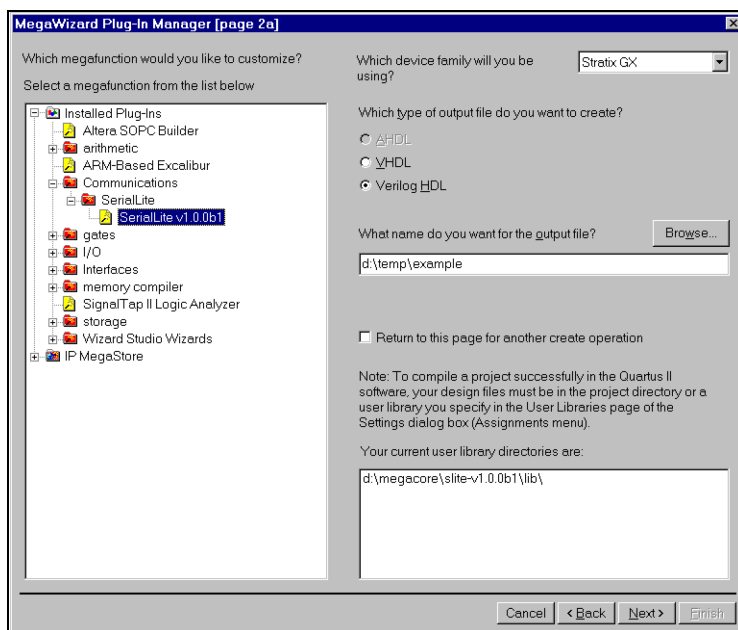 MegaWizard Plug-In Manager [page 2a]
Which megafunction would you like to customize?
Select a megafunction from the list below
Installed Plug-Ins
Altera SOPC Builder
arithmetic
ARM-Based Excalibur
Communications
SerialLite
SerialLite v1.0.0b1
gates
I/O
Interfaces
memory compiler
SignalTap II Logic Analyzer
storage
Wizard Studio Wizards
IP MegaStore
Which device family will you be
using?
Stratix GX
Which type of output file do you want to create?
AHDL
VHDL
Verilog HDL
What name do you want for the output file?
Browse...
d:\temp\example
Return to this page for another create operation
Note: To compile a project successfully in the Quartus II
software, your design files must be in the project directory or a
user library you specify in the User Libraries page of the
Settings dialog box (Assignments menu).
Your current user library directories are:
d:\megacore\slite-v1.0.0b1\lib\
Cancel
< Back
Next >
Finish